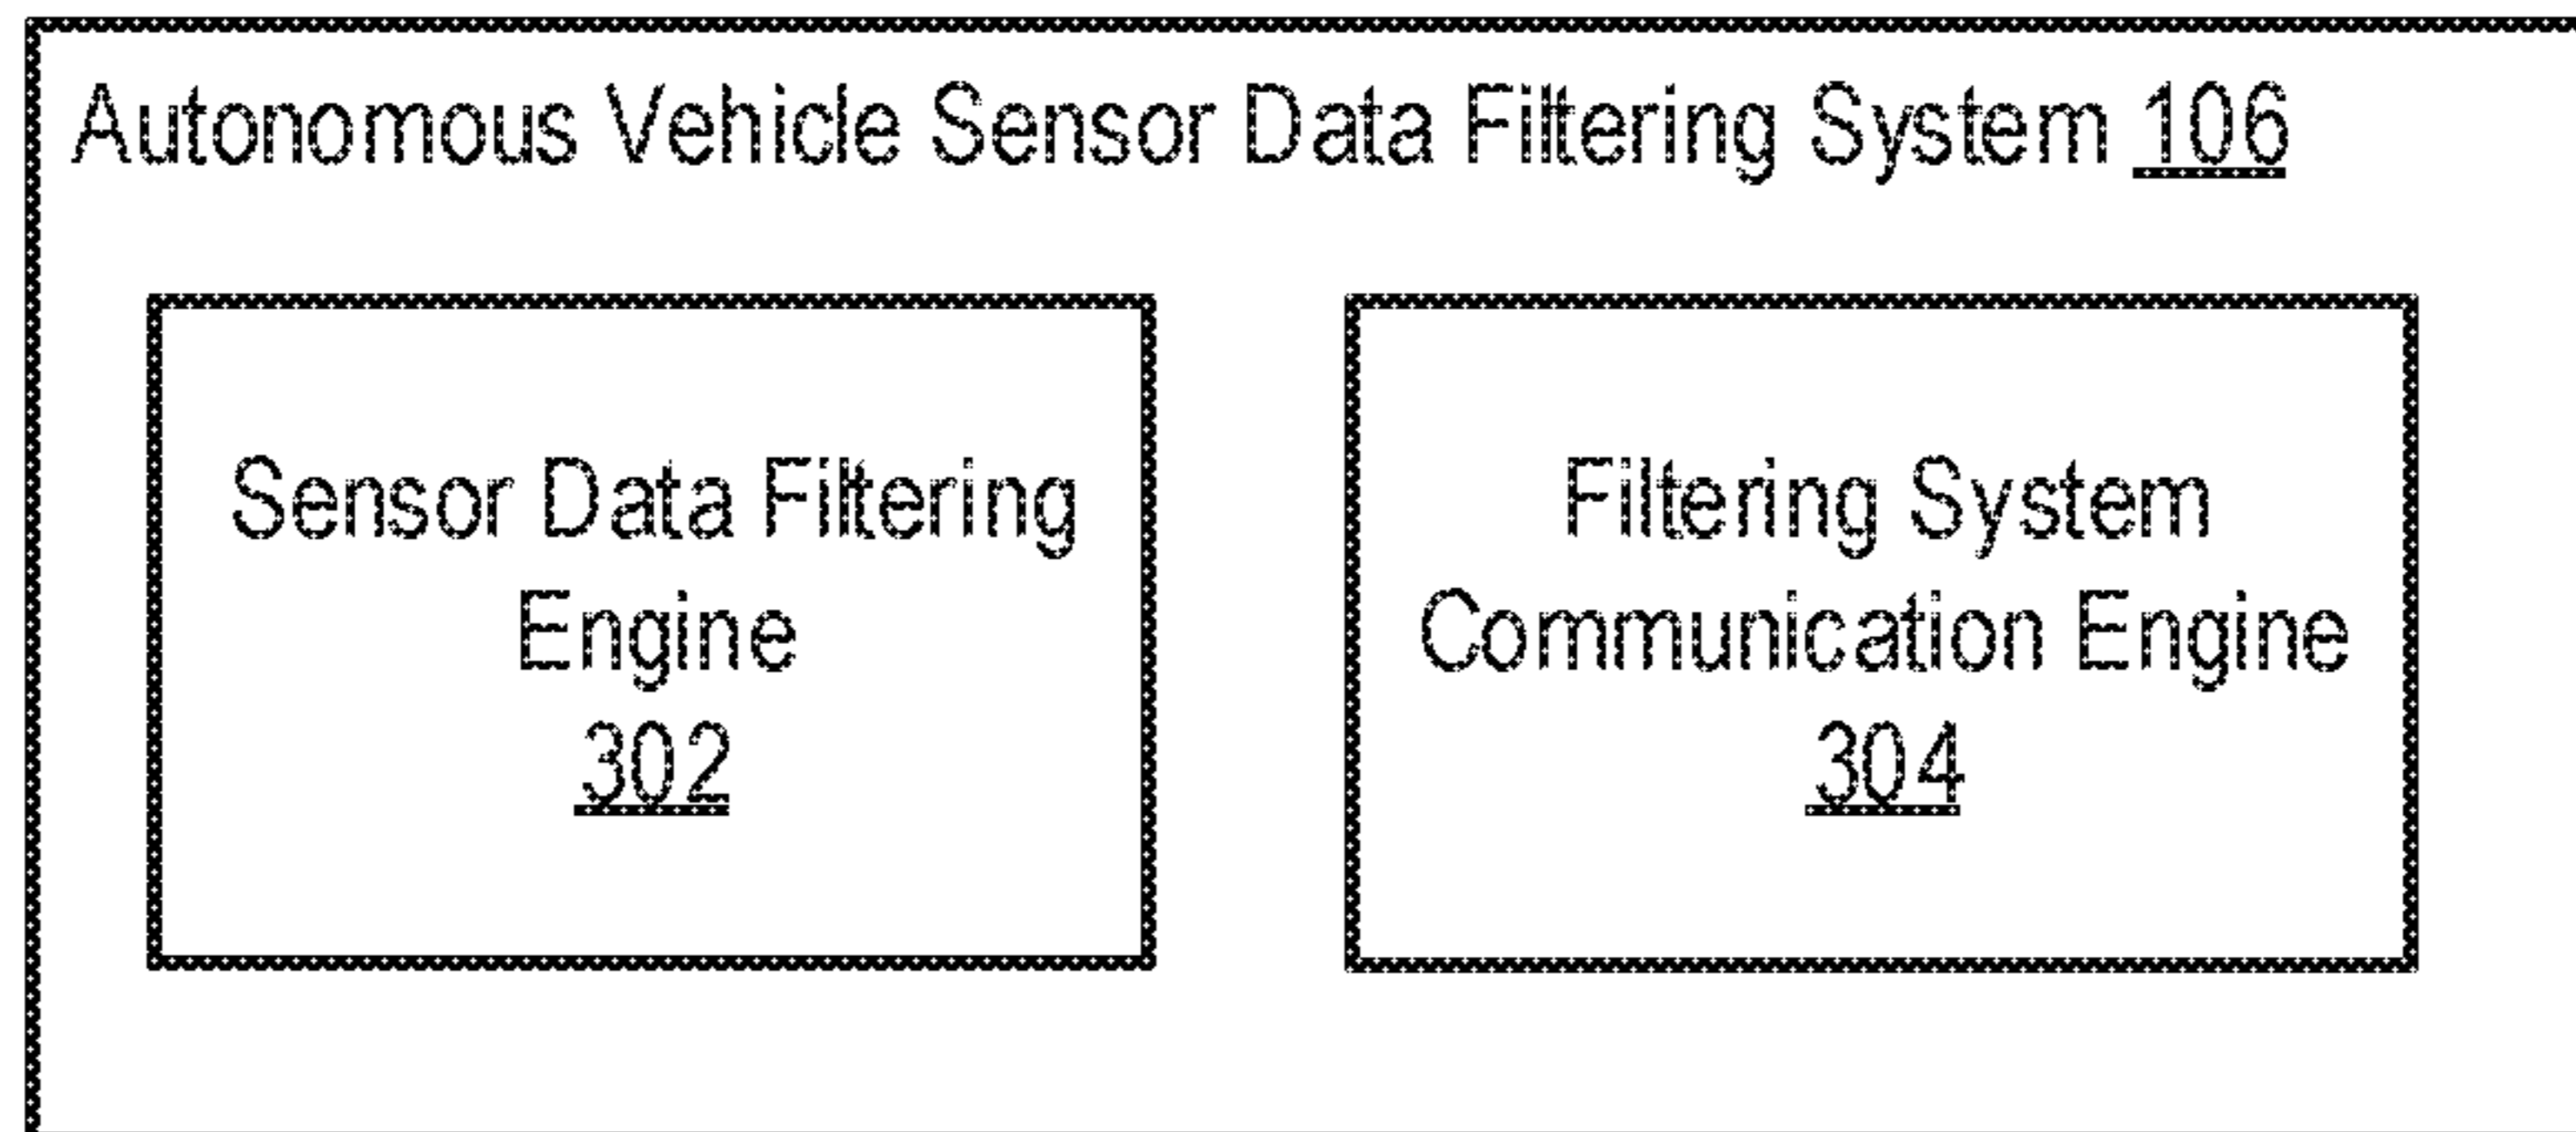 Autonomous Vehicle Sensor Data Filtering System 106
Sensor Data Filtering
Engine
302
Filtering System
Communication Engine
304